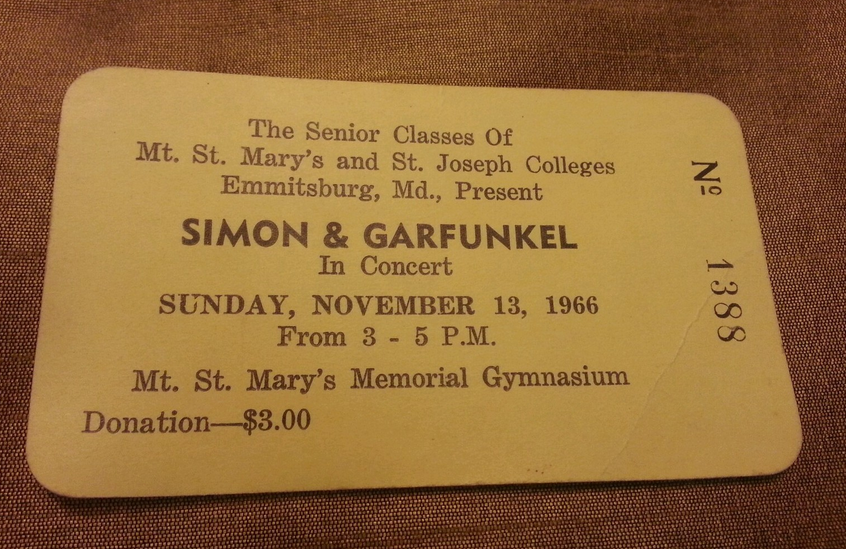 The Senior Classes Of
Mt. St. Mary's and St. Joseph Colleges
Emmitsburg, Md., Present
SIMON & GARFUNKEL
In Concert
SUNDAY, NOVEMBER 13, 1966
From 3 - 5 P.M.
Mt. St. Mary's Memorial Gymnasium
Donation—$3.00
Nº 1388